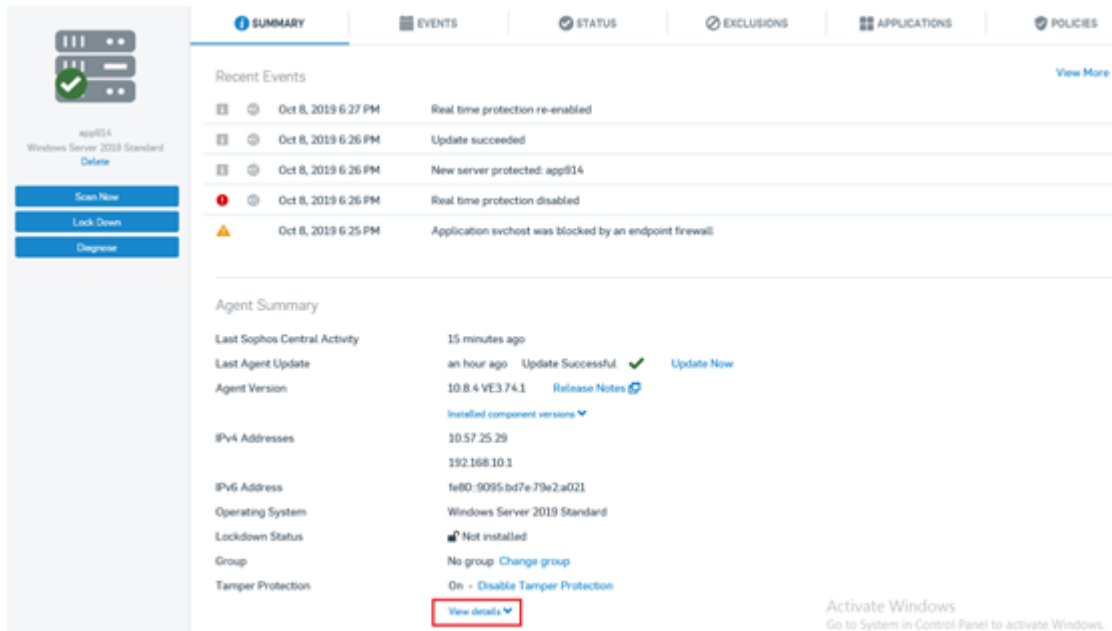 SUMMARY
EVENTS
STATUS
EXCLUSIONS
APPLICATIONS
POLICIES
app914
Windows Server 2019 Standard
Delete
Scan Now
Lock Down
Diagnose
Recent Events
View More
Oct 8, 2019 6:27 PM Real time protection re-enabled
Oct 8, 2019 6:26 PM Update succeeded
Oct 8, 2019 6:26 PM New server protected: app914
Oct 8, 2019 6:26 PM Real time protection disabled
Oct 8, 2019 6:25 PM Application svchost was blocked by an endpoint firewall
Agent Summary
Last Sophos Central Activity 15 minutes ago
Last Agent Update an hour ago Update Successful Update Now
Agent Version 10.8.4 VE3.74.1 Release Notes
Installed component versions
IPv4 Addresses 10.57.25.29
192.168.10.1
IPv6 Address fe80::9095:bd7e:79e2:a021
Operating System Windows Server 2019 Standard
Lockdown Status Not installed
Group No group Change group
Tamper Protection On - Disable Tamper Protection
View details
Activate Windows
Go to System in Control Panel to activate Windows.